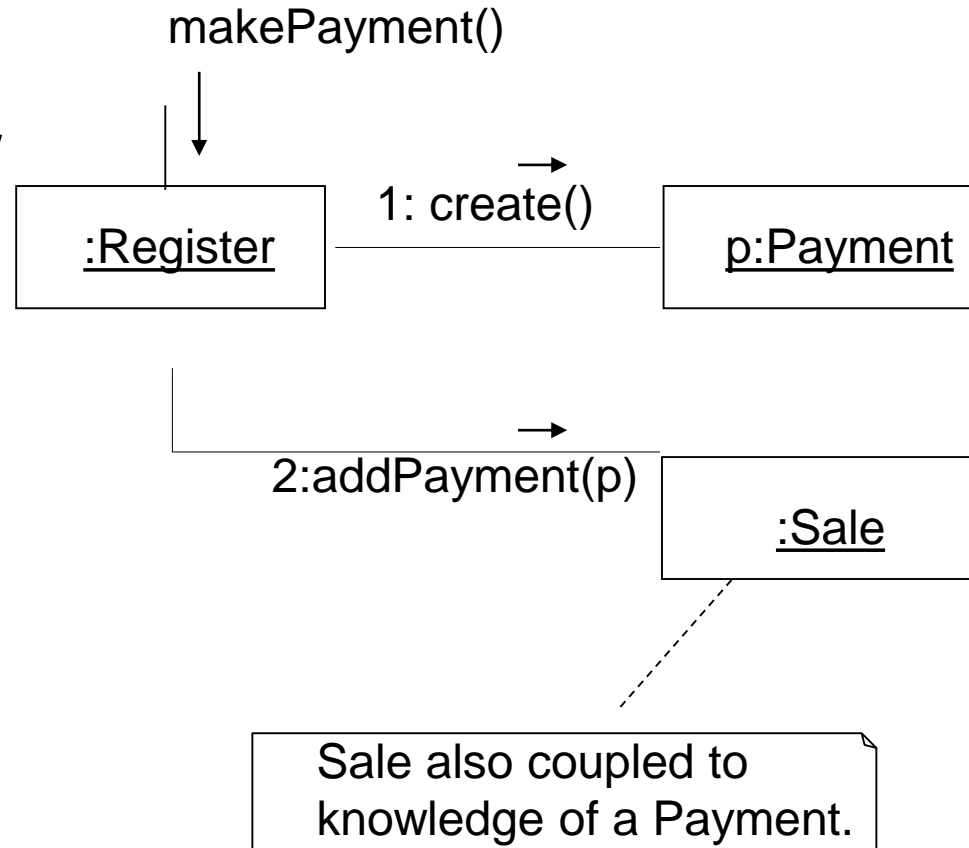 makePayment()
1: create()
:Register
p:Payment
2:addPayment(p)
:Sale
Sale also coupled to
knowledge of a Payment.